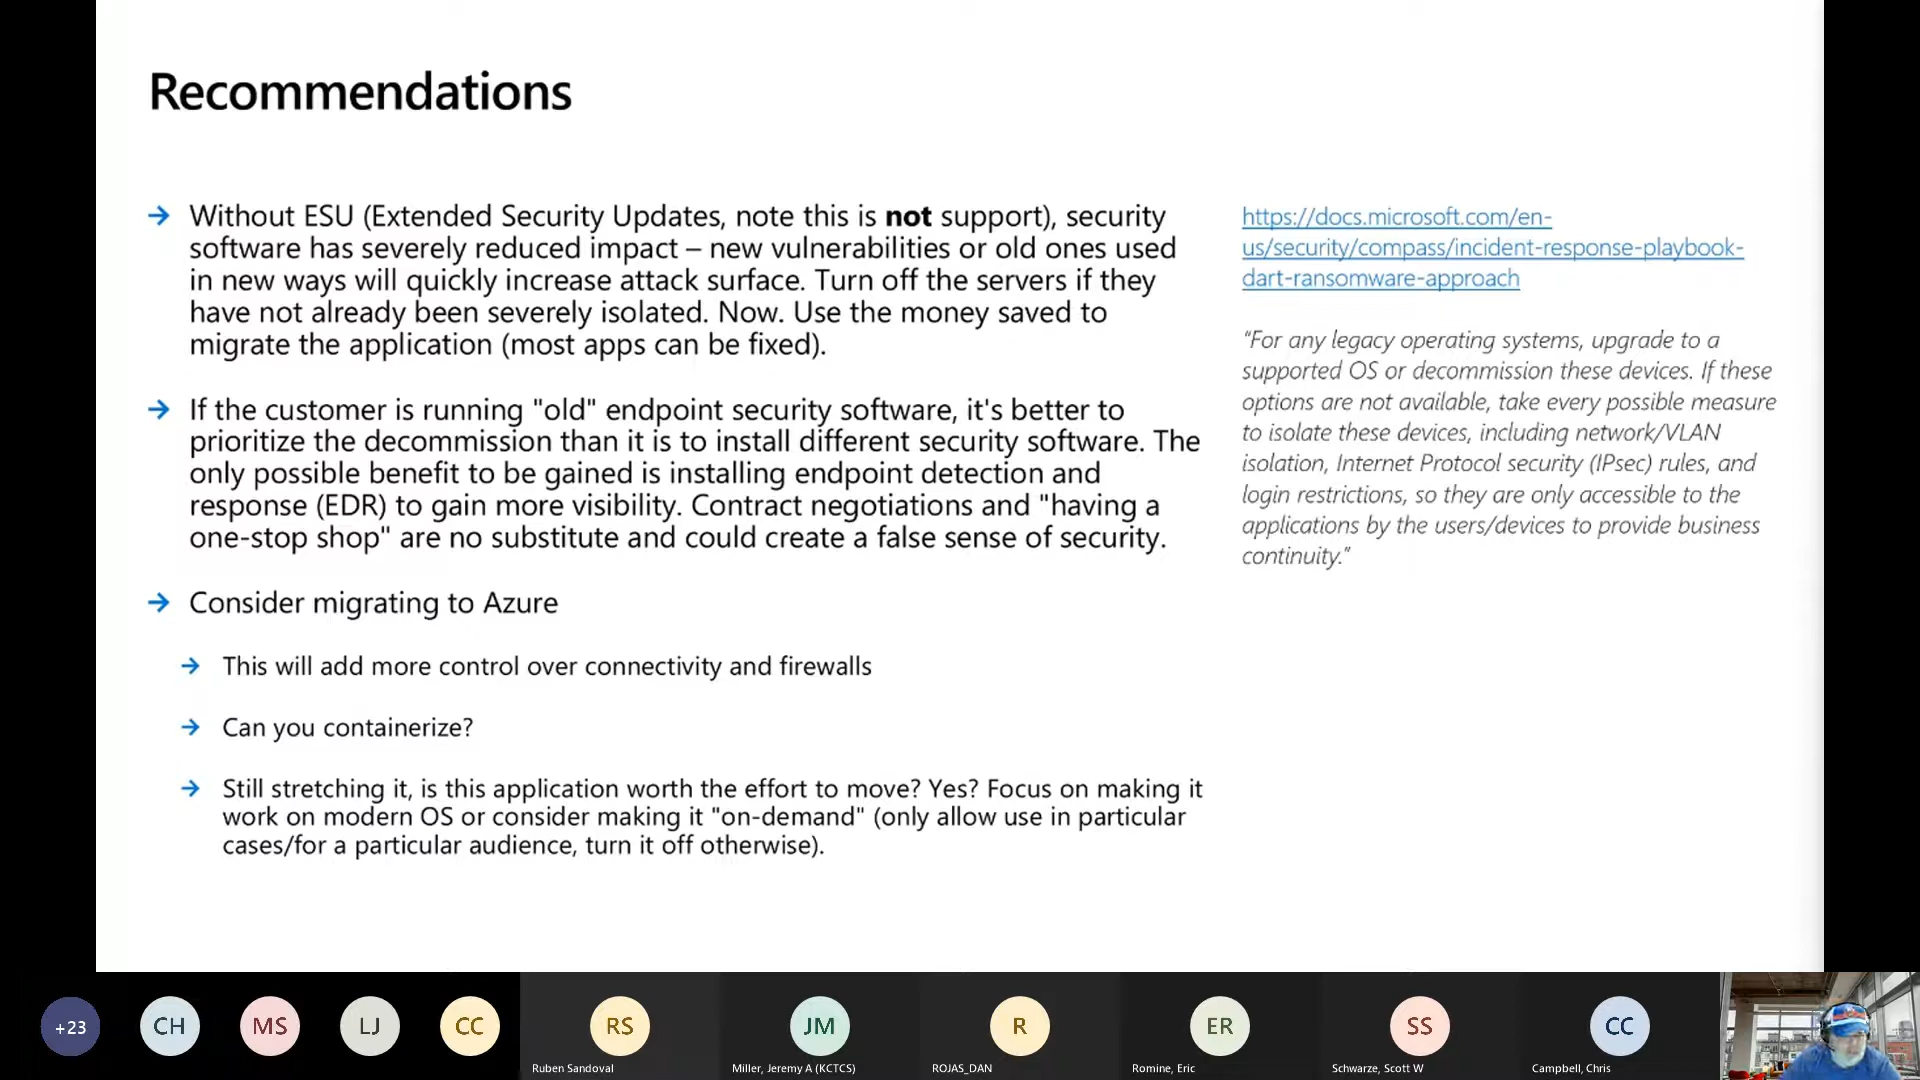 Recommendations
→ Without ESU (Extended Security Updates, note this is not support), security
software has severely reduced impact – new vulnerabilities or old ones used
in new ways will quickly increase attack surface. Turn off the servers if they
have not already been severely isolated. Now. Use the money saved to
migrate the application (most apps can be fixed).
→ If the customer is running "old" endpoint security software, it's better to
prioritize the decommission than it is to install different security software. The
only possible benefit to be gained is installing endpoint detection and
response (EDR) to gain more visibility. Contract negotiations and "having a
one-stop shop" are no substitute and could create a false sense of security.
→ Consider migrating to Azure
→ This will add more control over connectivity and firewalls
→ Can you containerize?
→ Still stretching it, is this application worth the effort to move? Yes? Focus on making it
work on modern OS or consider making it "on-demand" (only allow use in particular
cases/for a particular audience, turn it off otherwise).
https://docs.microsoft.com/en-
us/security/compass/incident-response-playbook-
dart-ransomware-approach
“For any legacy operating systems, upgrade to a
supported OS or decommission these devices. If these
options are not available, take every possible measure
to isolate these devices, including network/VLAN
isolation, Internet Protocol security (IPsec) rules, and
login restrictions, so they are only accessible to the
applications by the users/devices to provide business
continuity.”
+23
CH
MS
LJ
CC
RS
JM
R
ER
SS
CC
Ruben Sandoval
Miller, Jeremy A (KCTCS)
ROJAS_DAN
Romine, Eric
Schwarze, Scott W
Campbell, Chris